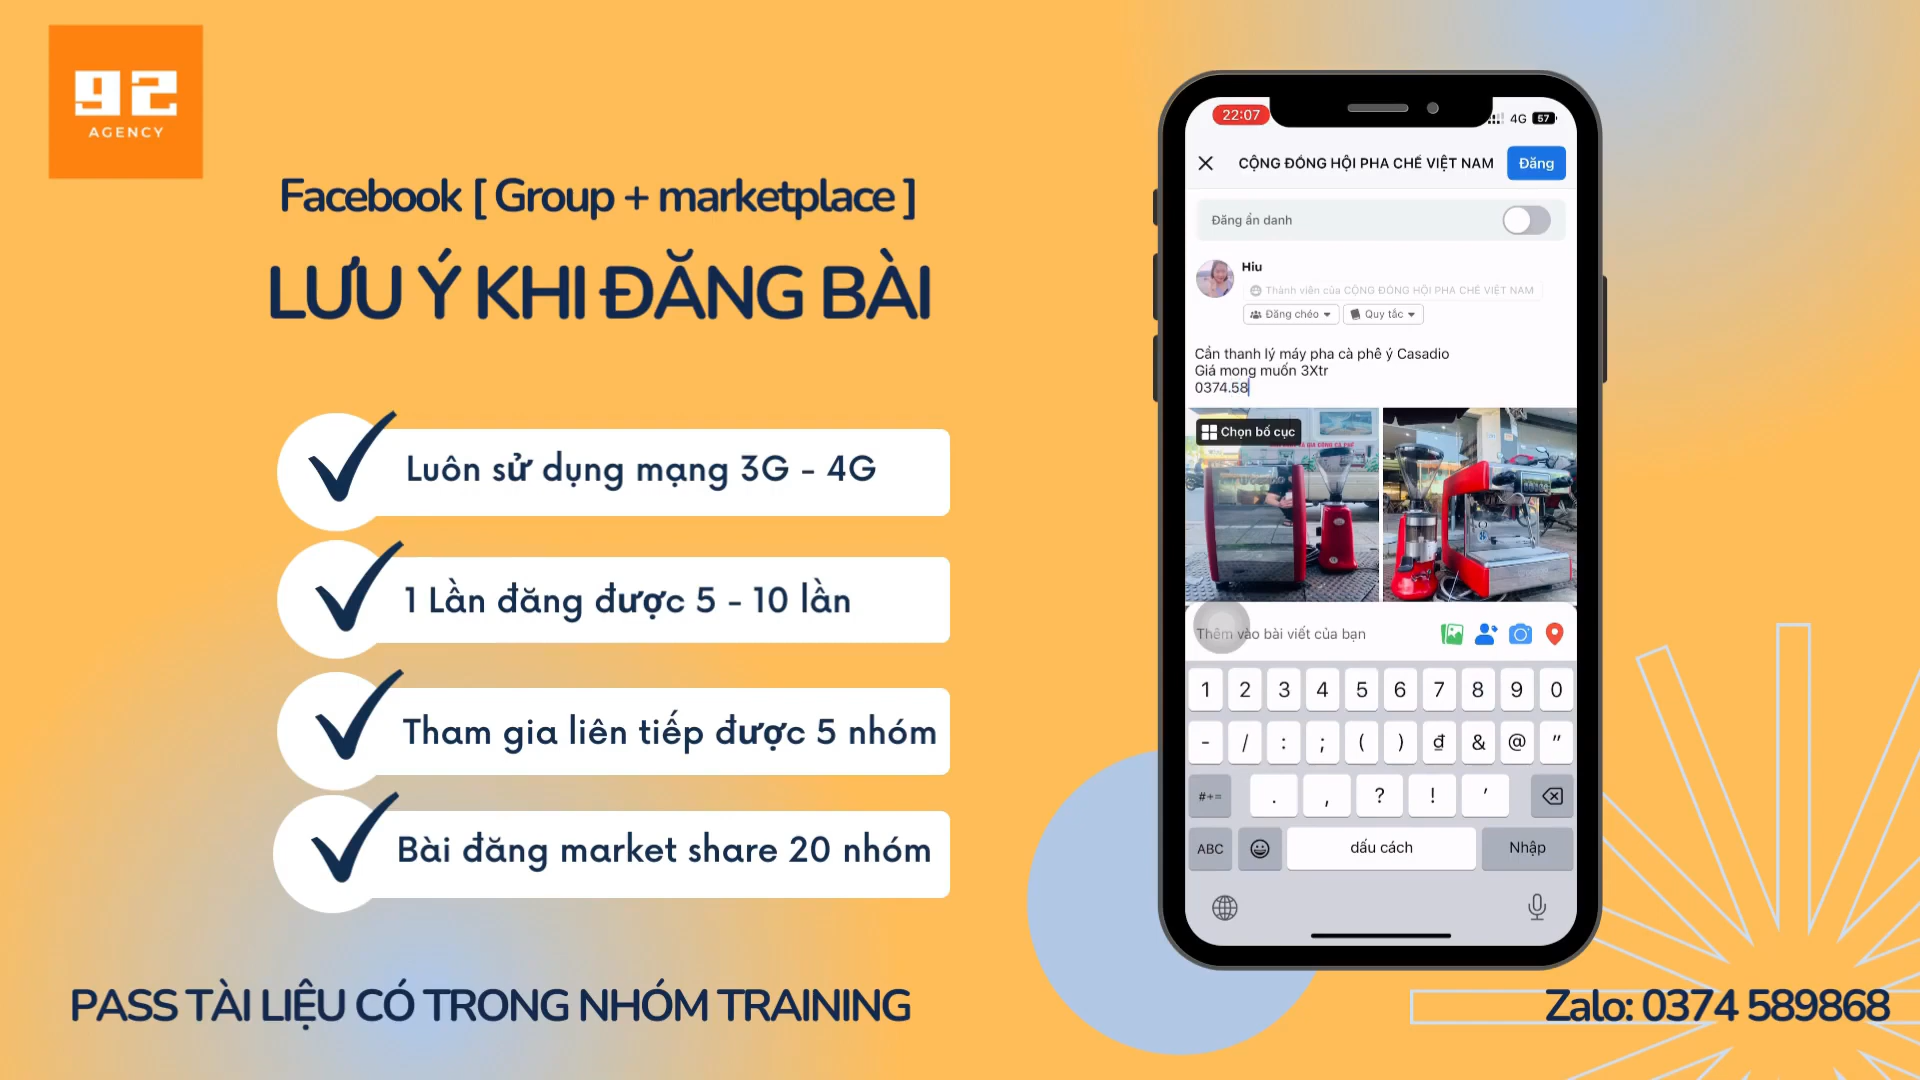 92
AGENCY
Facebook [ Group + marketplace ]
LƯU Ý KHI ĐĂNG BÀI
Luôn sử dụng mạng 3G - 4G
1 Lần đăng được 5 - 10 lần
Tham gia liên tiếp được 5 nhóm
Bài đăng market share 20 nhóm
PASS TÀI LIỆU CÓ TRONG NHÓM TRAINING
22:07
4G 57
CỘNG ĐỒNG HỘI PHA CHẾ VIỆT NAM Đăng
Đăng ẩn danh
Hiu
Thành viên của CỘNG ĐỒNG HỘI PHA CHẾ VIỆT NAM
Đăng chéo Quy tắc
Cần thanh lý máy pha cà phê ý Casadio
Giá mong muốn 3Xtr
0374.58
Chọn bố cục
Thêm vào bài viết của bạn
1 2 3 4 5 6 7 8 9 0
- / : ; ( ) đ & @ "
#+= . , ? ! '
ABC dấu cách Nhập
Zalo: 0374 589868